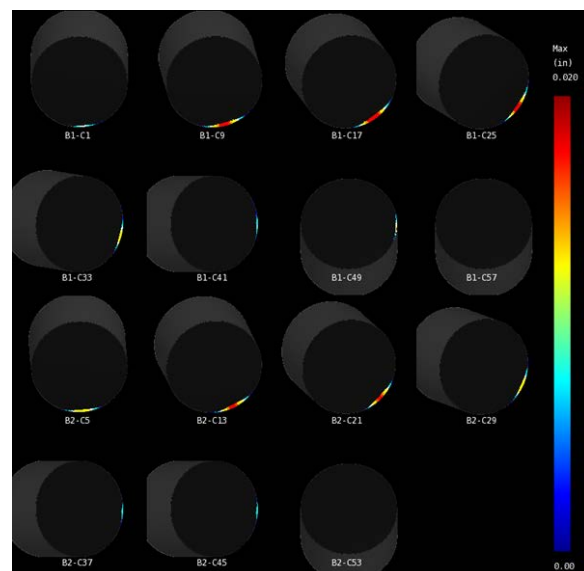 Max
(in)
0.020
B1-C1
B1-C9
B1-C17
B1-C25
B1-C33
B1-C41
B1-C49
B1-C57
B2-C5
B2-C13
B2-C21
B2-C29
B2-C37
B2-C45
B2-C53
0.00